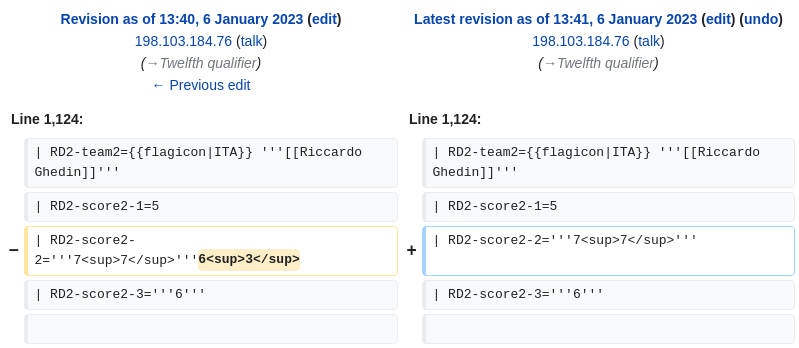 Revision as of 13:40, 6 January 2023 (edit)
198.103.184.76 (talk)
(→Twelfth qualifier)
← Previous edit
Latest revision as of 13:41, 6 January 2023 (edit) (undo)
198.103.184.76 (talk)
(→Twelfth qualifier)
Line 1,124:
Line 1,124:
| RD2-team2={{flagicon|ITA}} '''[[Riccardo
Ghedin]]'''
| RD2-team2={{flagicon|ITA}} '''[[Riccardo
Ghedin]]'''
| RD2-score2-1=5
| RD2-score2-1=5
− | RD2-score2-
2='''7<sup>7</sup>'''6<sup>3</sup>
+ | RD2-score2-2='''7<sup>7</sup>'''
| RD2-score2-3='''6'''
| RD2-score2-3='''6'''